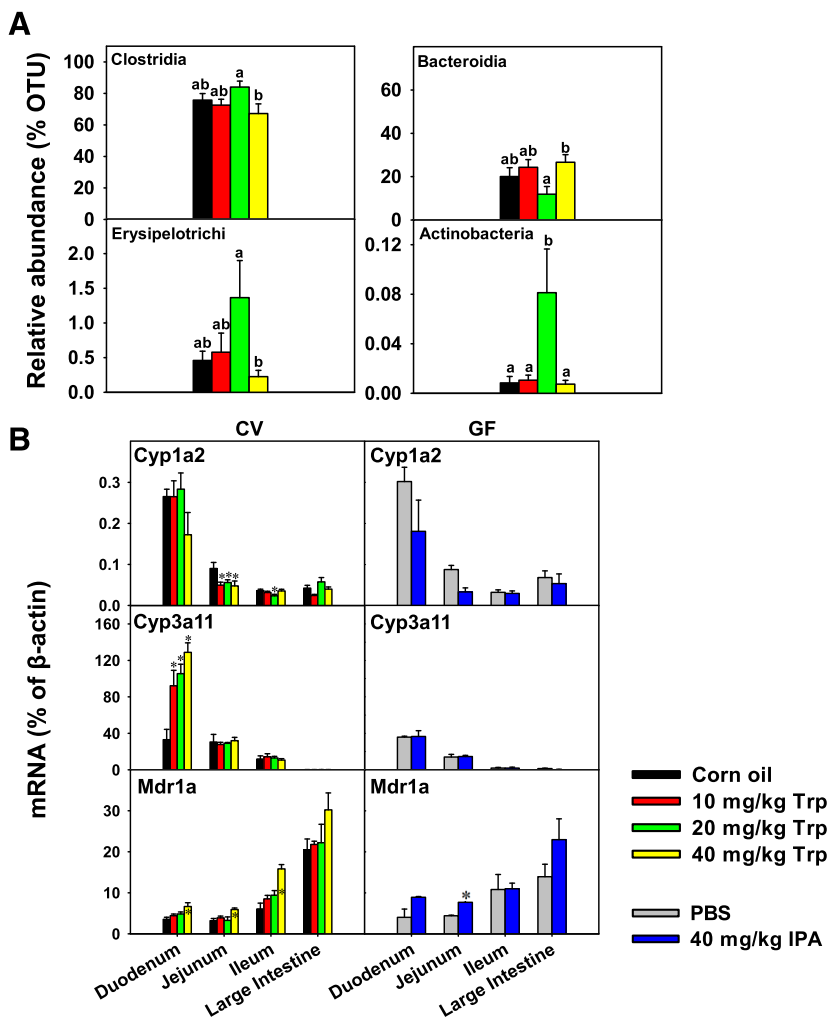 A
Relative abundance (% OTU)
Clostridia
100
80
60
40
20
0
ab
ab
a
b
Bacteroidia
60
40
20
0
ab
ab
a
b
Erysipelotrichi
2.0
1.5
1.0
0.5
0.0
ab
ab
a
b
Actinobacteria
0.12
0.08
0.04
0.00
a
a
b
a
B
CV
GF
mRNA (% of β-actin)
Cyp1a2
0.3
0.2
0.1
0.0
* * *
*
Cyp1a2
Cyp3a11
160
120
80
40
0
* * *
Cyp3a11
Mdr1a
30
20
10
0
*
*
*
Mdr1a
*
Duodenum
Jejunum
Ileum
Large Intestine
Duodenum
Jejunum
Ileum
Large Intestine
Corn oil
10 mg/kg Trp
20 mg/kg Trp
40 mg/kg Trp
PBS
40 mg/kg IPA